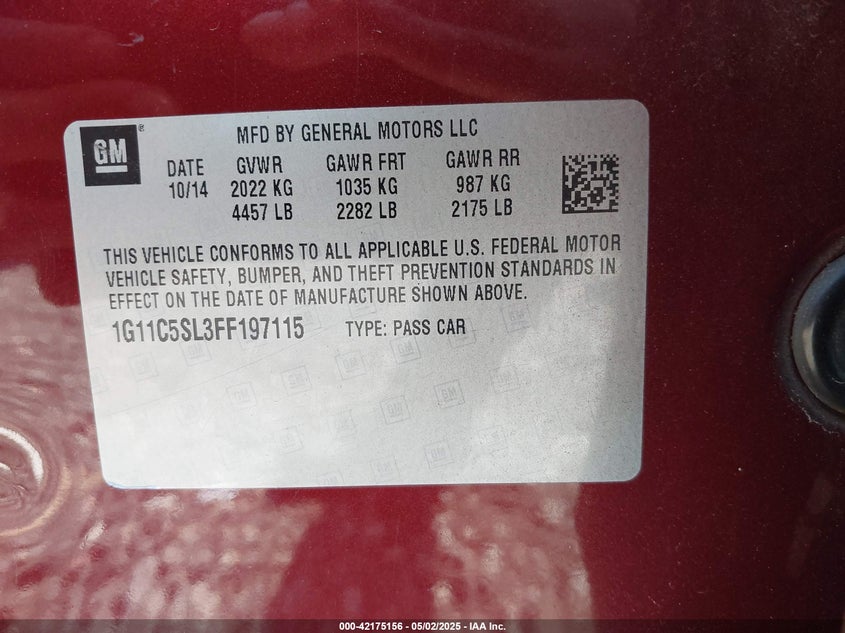 GM®
MFD BY GENERAL MOTORS LLC
DATE GVWR GAWR FRT GAWR RR
10/14 2022 KG 1035 KG 987 KG
4457 LB 2282 LB 2175 LB
THIS VEHICLE CONFORMS TO ALL APPLICABLE U.S. FEDERAL MOTOR
VEHICLE SAFETY, BUMPER, AND THEFT PREVENTION STANDARDS IN
EFFECT ON THE DATE OF MANUFACTURE SHOWN ABOVE.
1G11C5SL3FF197115 TYPE: PASS CAR
000-42175156 - 05/02/2025 - IAA Inc.